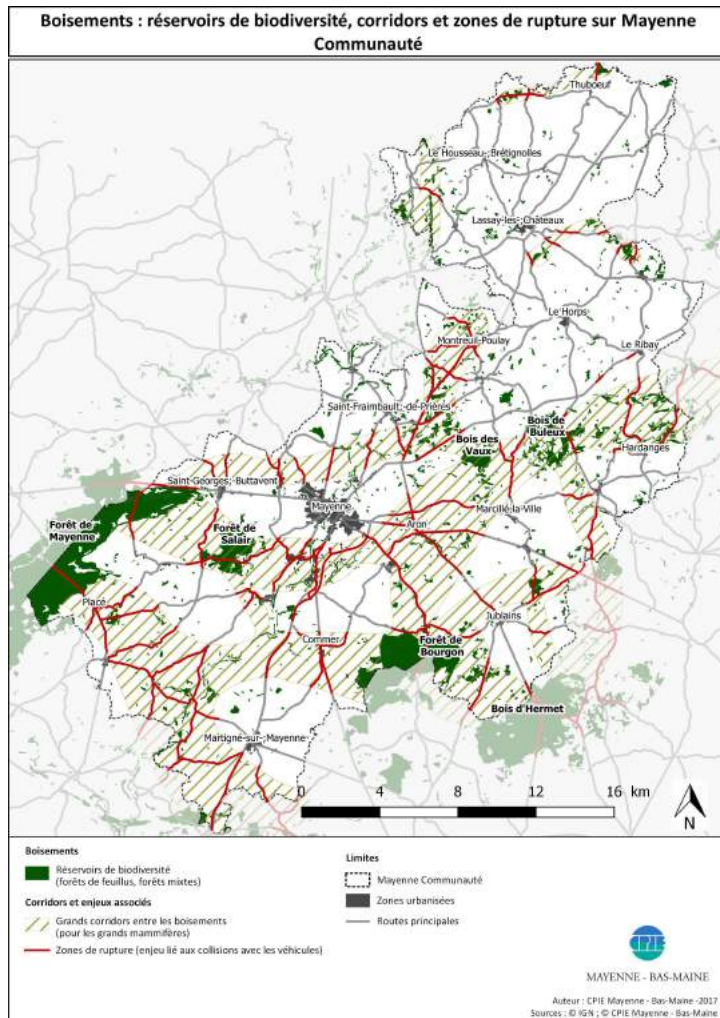 Boisements : réservoirs de biodiversité, corridors et zones de rupture sur Mayenne
Communauté
Thuboeuf
Le Housseau-;Brétignolles
Lassay-les-;Châteaux
Le Horps
Montreuil-Poulay
Le Ribay
Saint-Fraimbault-;de-Prières
Bois de
Buleux
Bois des
Vaux
Hardanges
Saint-Georges-;Buttavent
Mayenne
Marcillé-la-Ville
Aron
Forêt de
Mayenne
Forêt de
Salair
Placé
Jublains
Commer
Forêt de
Bourgon
Bois d'Hermet
Martigné-sur-;Mayenne
0 4 8 12 16 km
N
Boisements
Réservoirs de biodiversité
(forêts de feuillus, forêts mixtes)
Corridors et enjeux associés
Grands corridors entre les boisements
(pour les grands mammifères)
Zones de rupture (enjeu lié aux collisions avec les véhicules)
Limites
Mayenne Communauté
Zones urbanisées
Routes principales
CPIE
MAYENNE - BAS-MAINE
Auteur : CPIE Mayenne - Bas-Maine -2017
Sources : © IGN ; © CPIE Mayenne - Bas-Maine